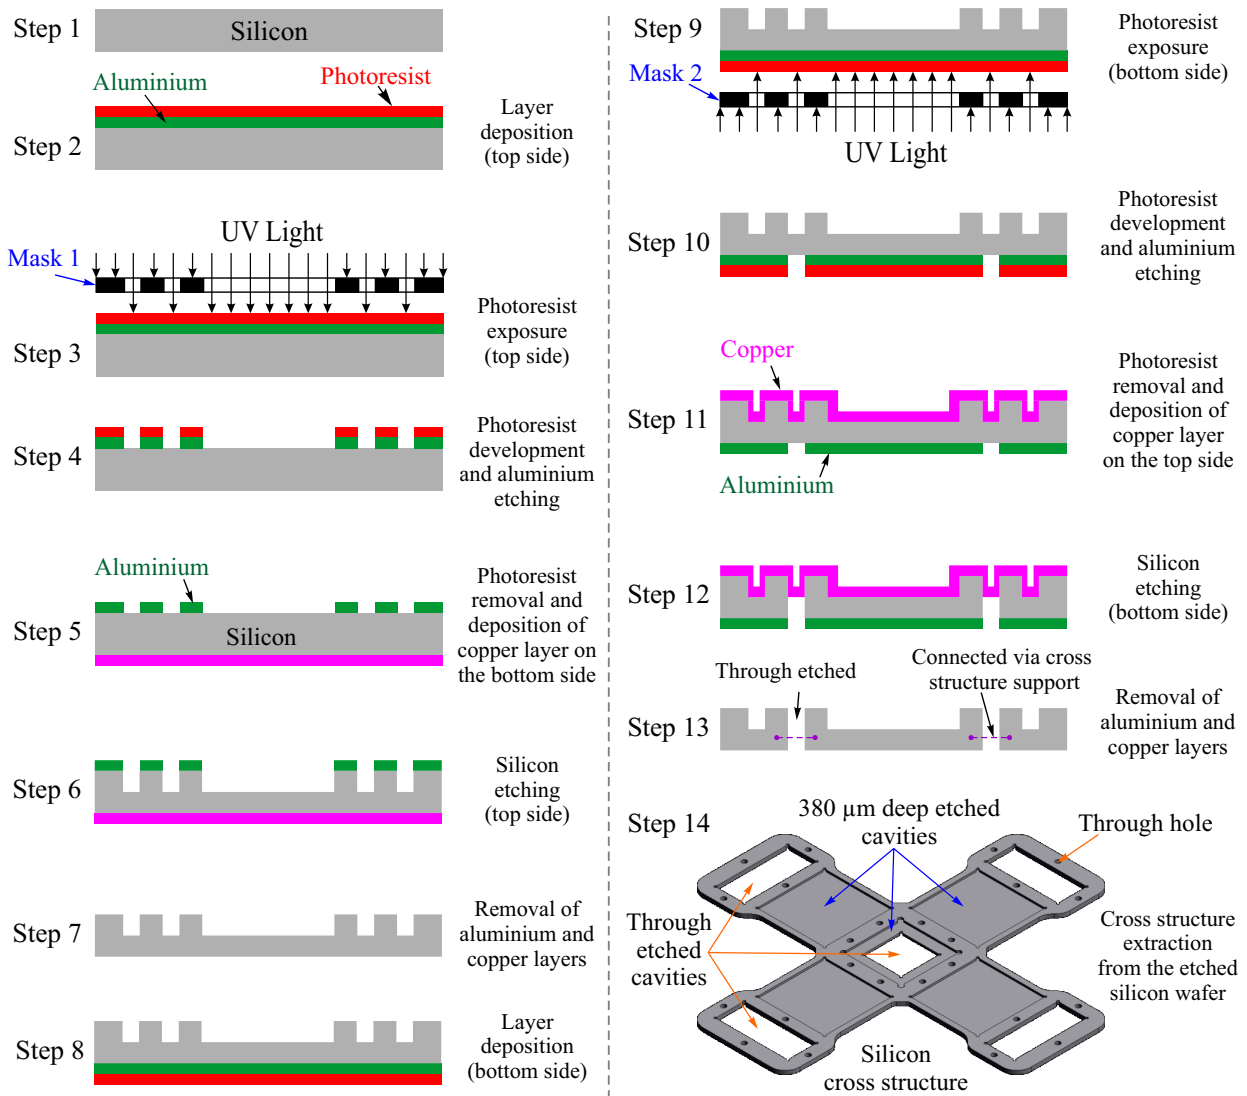 Step 1
Silicon
Aluminium
Photoresist
Step 2
Layer
deposition
(top side)
UV Light
Mask 1
Step 3
Photoresist
exposure
(top side)
Step 4
Photoresist
development
and aluminium
etching
Aluminium
Step 5
Silicon
Photoresist
removal and
deposition of
copper layer on
the bottom side
Step 6
Silicon
etching
(top side)
Step 7
Removal of
aluminium and
copper layers
Step 8
Layer
deposition
(bottom side)
Step 9
Photoresist
exposure
(bottom side)
Mask 2
UV Light
Step 10
Photoresist
development
and aluminium
etching
Copper
Step 11
Aluminium
Photoresist
removal and
deposition of
copper layer
on the top side
Step 12
Silicon
etching
(bottom side)
Through etched
Connected via cross
structure support
Step 13
Removal of
aluminium and
copper layers
Step 14
380 µm deep etched
cavities
Through hole
Through
etched
cavities
Cross structure
extraction
from the etched
silicon wafer
Silicon
cross structure